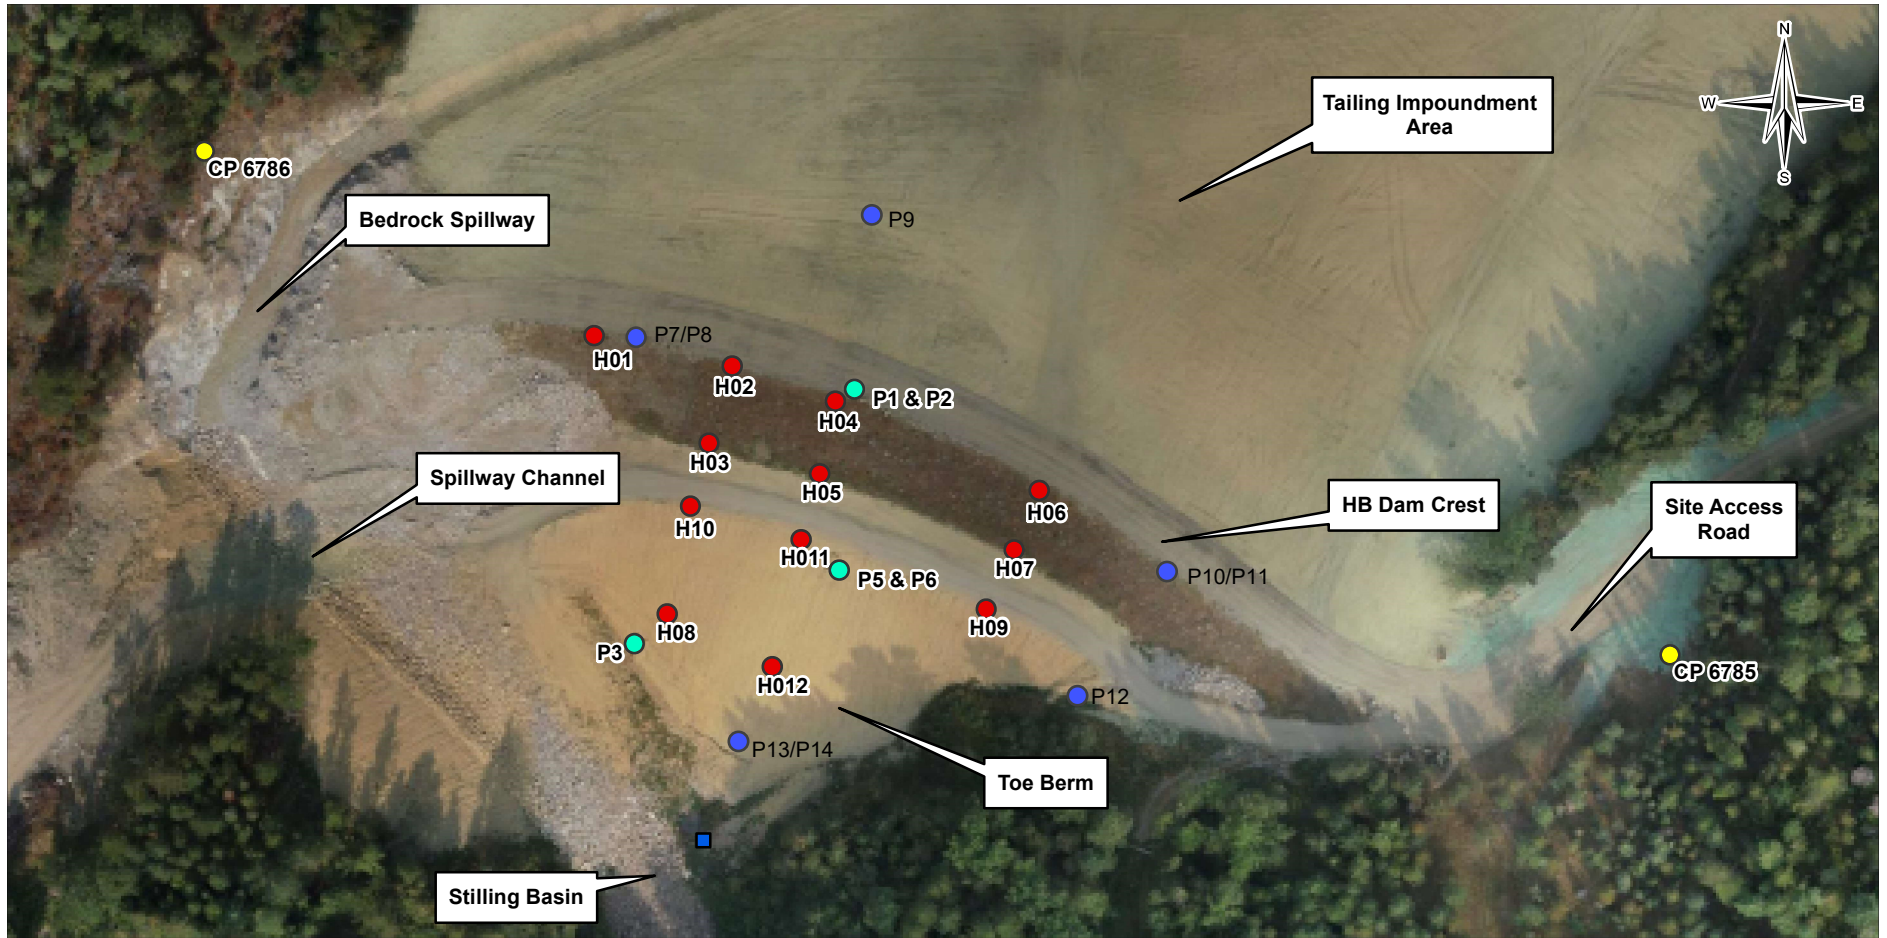 N
Tailing Impoundment
Area
W
E
S
CP 6786
Bedrock Spillway
P9
H01
P7/P8
H02
P1 & P2
H04
H03
H05
Spillway Channel
H06
HB Dam Crest
Site Access
Road
H10
H011
H07
P5 & P6
P10/P11
H08
H09
P3
H012
CP 6785
P12
P13/P14
Toe Berm
Stilling Basin